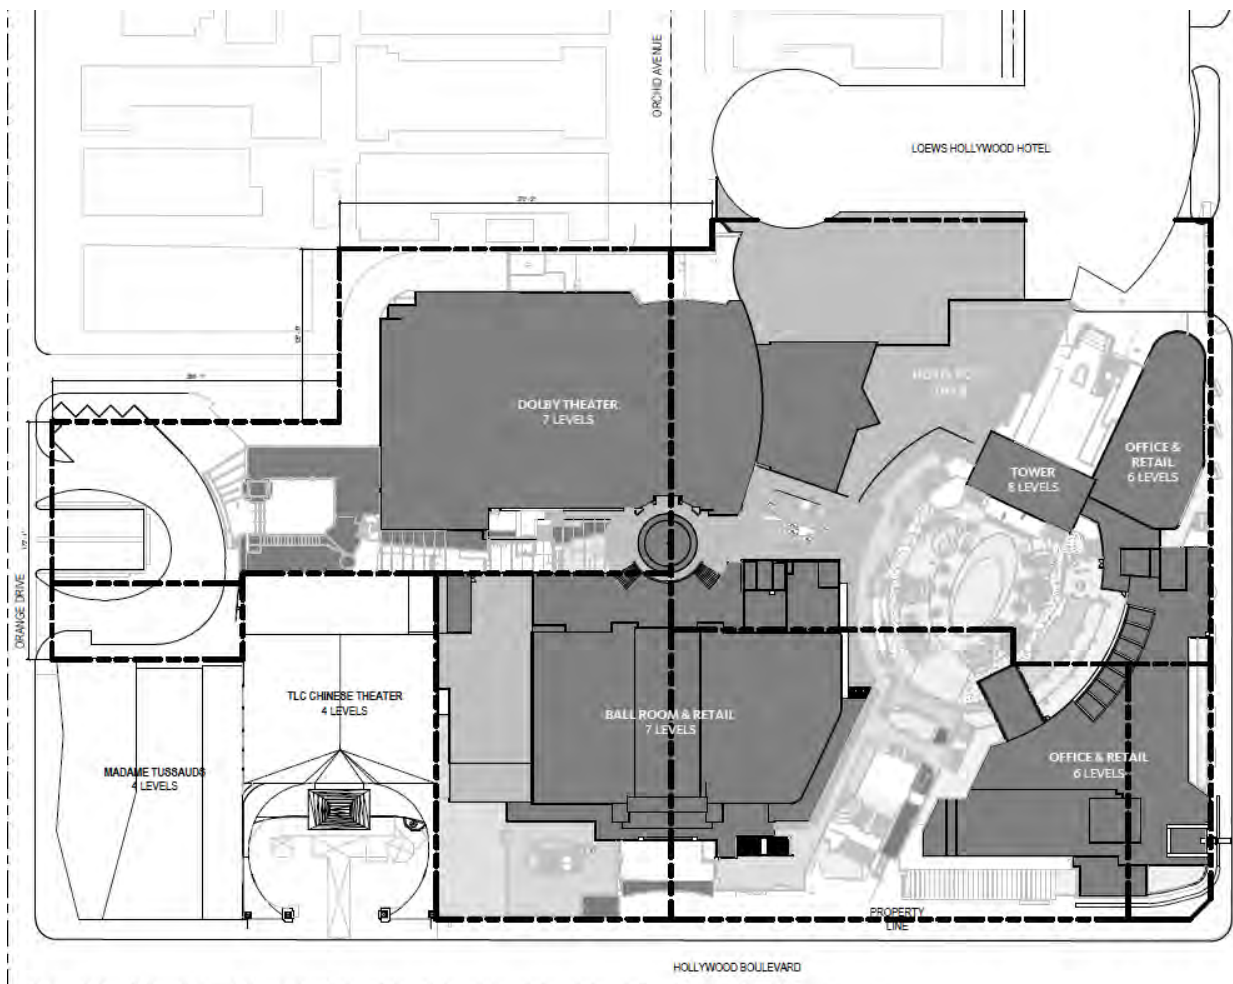 ORCHID AVENUE
LOEWS HOLLYWOOD HOTEL
DOLBY THEATER
7 LEVELS
OFFICE &
RETAIL
6 LEVELS
TOWER
8 LEVELS
ORANGE DRIVE
TLC CHINESE THEATER
4 LEVELS
BALL ROOM & RETAIL
7 LEVELS
MADAME TUSSAUDS
4 LEVELS
OFFICE & RETAIL
6 LEVELS
PROPERTY
LINE
HOLLYWOOD BOULEVARD